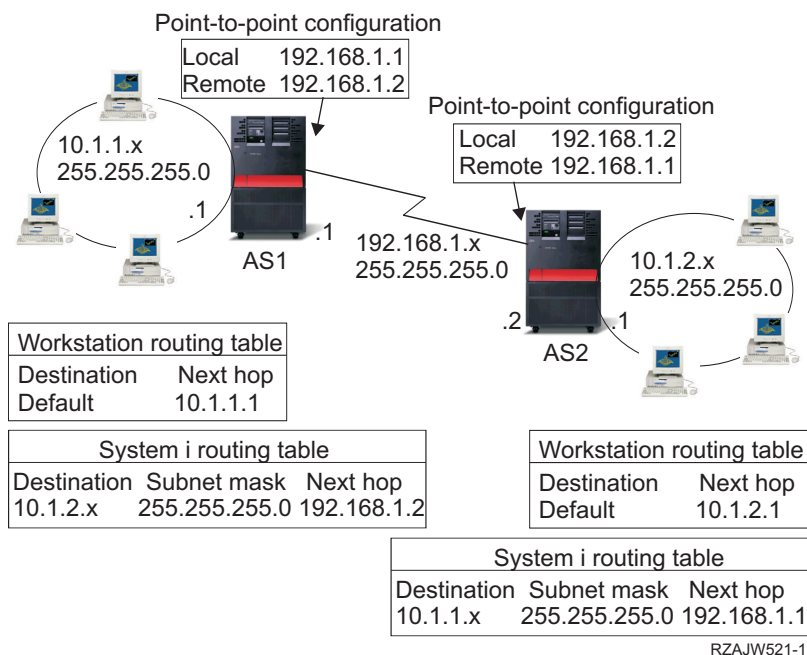 Point-to-point configuration
Local 192.168.1.1
Remote 192.168.1.2
Point-to-point configuration
Local 192.168.1.2
Remote 192.168.1.1
10.1.1.x
255.255.255.0
.1
.1
AS1
192.168.1.x
255.255.255.0
10.1.2.x
255.255.255.0
.2
.1
AS2
Workstation routing table
Destination Next hop
Default 10.1.1.1
System i routing table
Destination Subnet mask Next hop
10.1.2.x 255.255.255.0 192.168.1.2
Workstation routing table
Destination Next hop
Default 10.1.2.1
System i routing table
Destination Subnet mask Next hop
10.1.1.x 255.255.255.0 192.168.1.1
RZAJW521-1